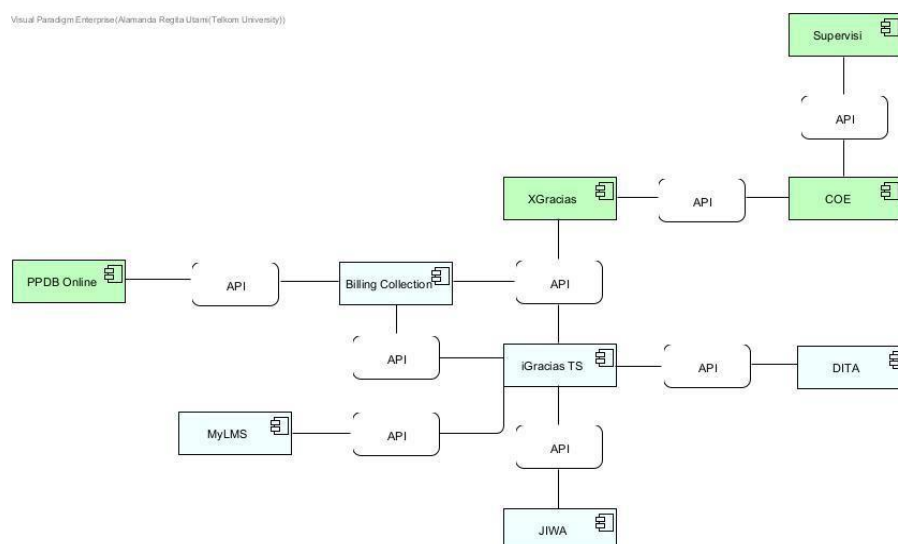 Visual Paradigm Enterprise(Alamanda Regita Utami(Telkom University))
Supervisi
API
XGracias
API
COE
PPDB Online
API
Billing Collection
API
API
iGracias TS
API
DITA
MyLMS
API
API
JIWA